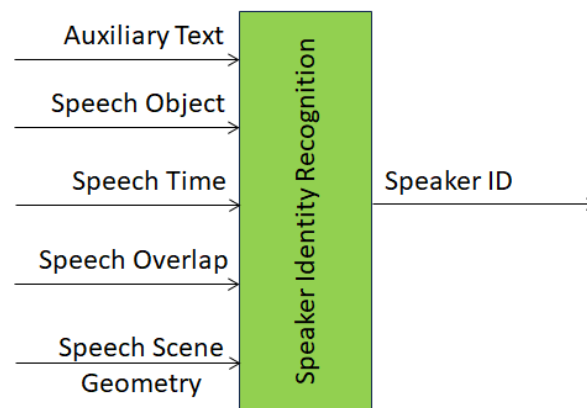 Auxiliary Text
Speech Object
Speech Time
Speech Overlap
Speech Scene
Geometry
Speaker Identity Recognition
Speaker ID